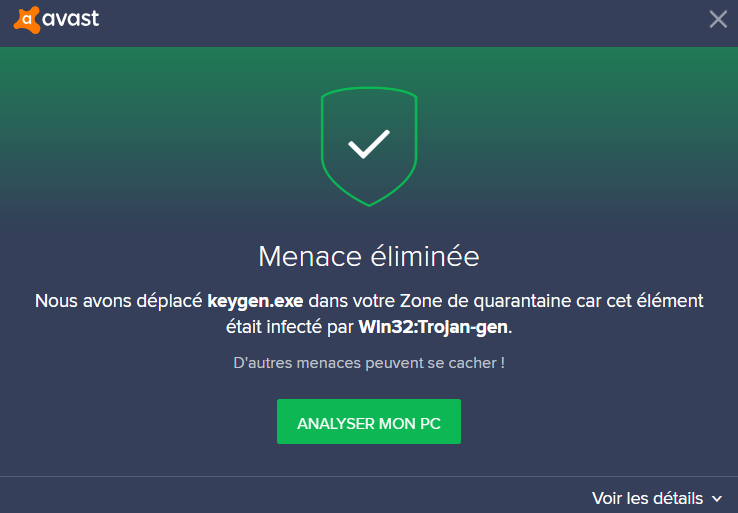 avast
Menace éliminée
Nous avons déplacé keygen.exe dans votre Zone de quarantaine car cet élément
était infecté par Win32:Trojan-gen.
D'autres menaces peuvent se cacher !
ANALYSER MON PC
Voir les détails